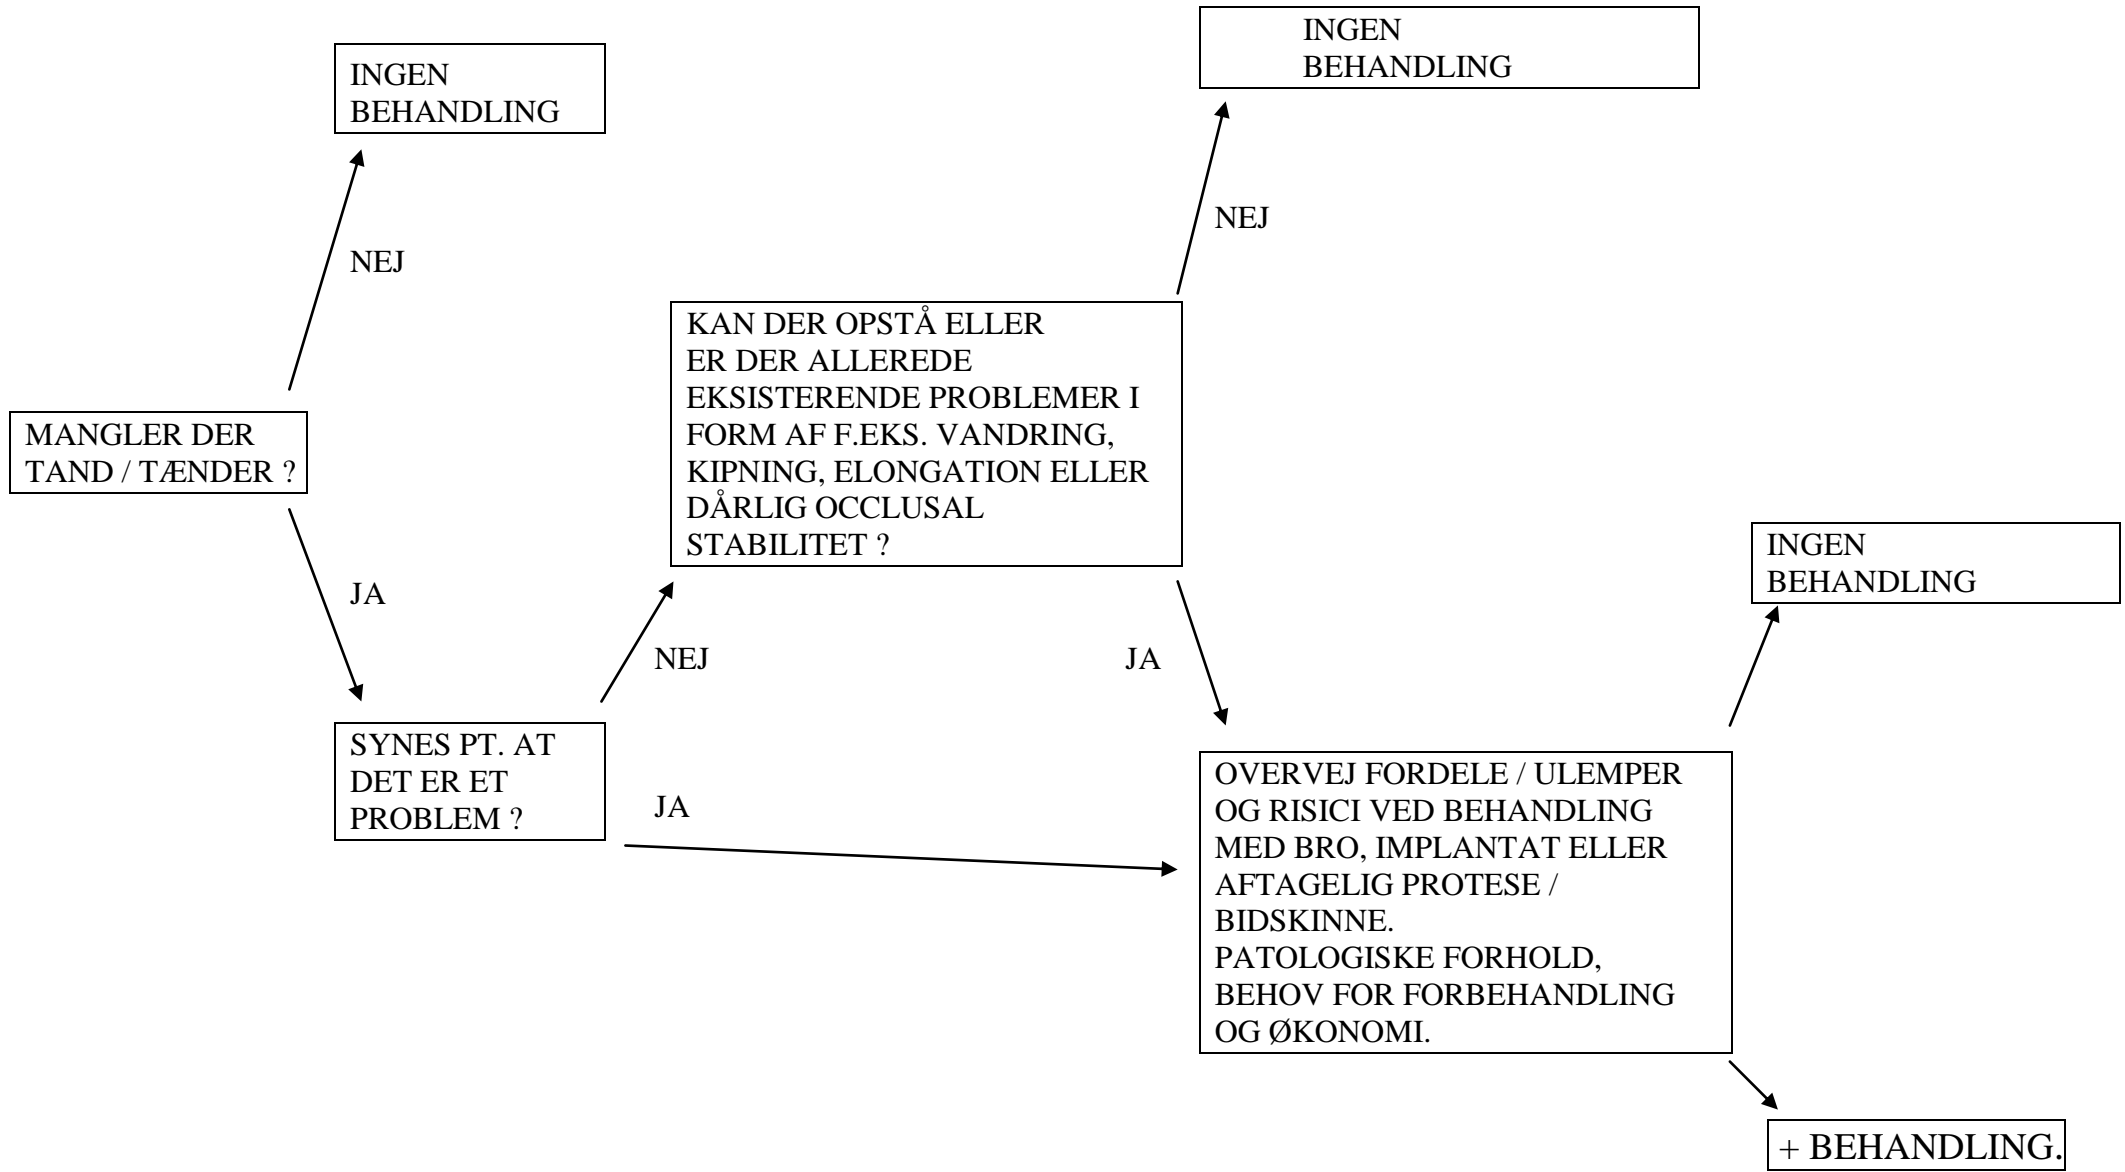 INGEN
BEHANDLING
INGEN
BEHANDLING
NEJ
NEJ
KAN DER OPSTÅ ELLER
ER DER ALLEREDE
EKSISTERENDE PROBLEMER I
FORM AF F.EKS. VANDRING,
KIPNING, ELONGATION ELLER
DÅRLIG OCCLUSAL
STABILITET ?
MANGLER DER
TAND / TÆNDER ?
INGEN
BEHANDLING
JA
NEJ
JA
SYNES PT. AT
DET ER ET
PROBLEM ?
JA
OVERVEJ FORDELE / ULEMPER
OG RISICI VED BEHANDLING
MED BRO, IMPLANTAT ELLER
AFTAGELIG PROTESE /
BIDSKINNE.
PATOLOGISKE FORHOLD,
BEHOV FOR FORBEHANDLING
OG ØKONOMI.
+ BEHANDLING.